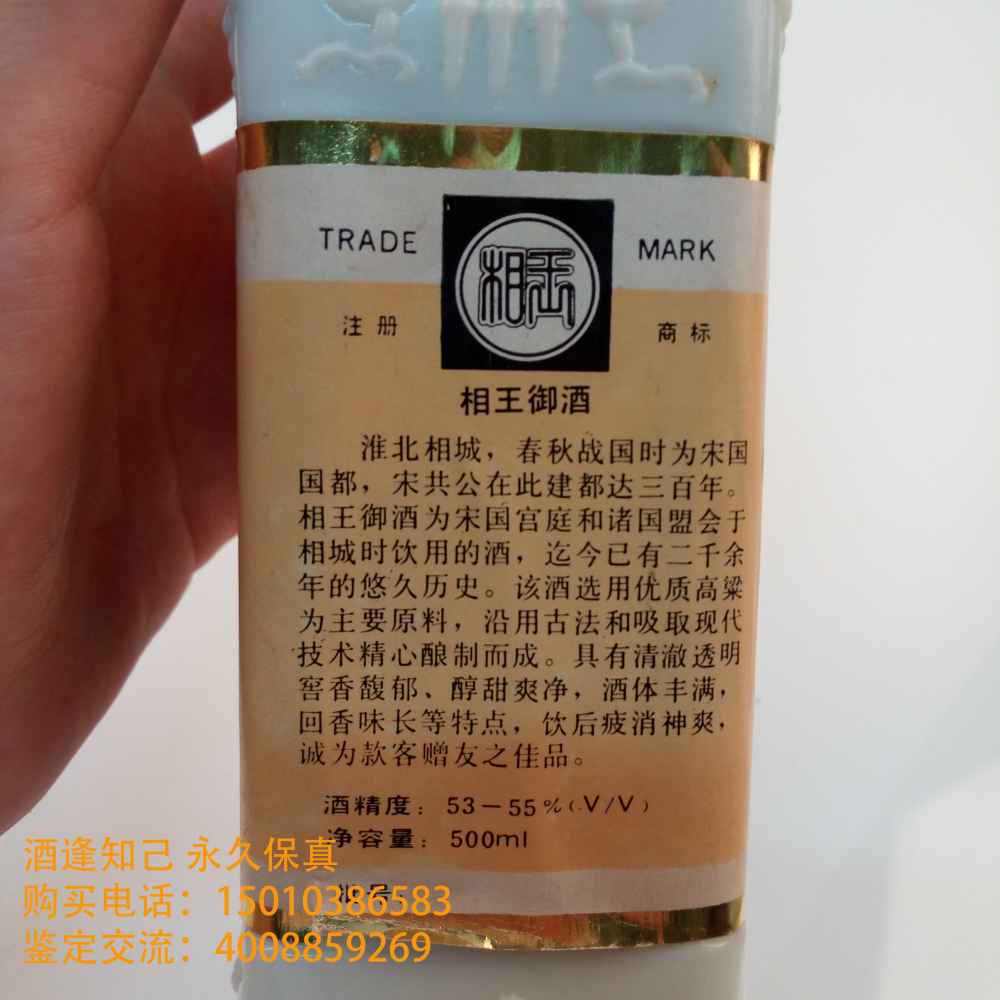 TRADE MARK
相王
注册 商标
相王御酒
淮北相城，春秋战国时为宋国
国都，宋共公在此建都达三百年。
相王御酒为宋国宫庭和诸国盟会于
相城时饮用的酒，迄今已有二千余
年的悠久历史。该酒选用优质高粱
为主要原料，沿用古法和吸取现代
技术精心酿制而成。具有清澈透明
窖香馥郁、醇甜爽净，酒体丰满，
回香味长等特点，饮后疲消神爽，
诚为款客赠友之佳品。
酒精度：53－55%(V/V)
净容量：500ml
酒逢知己 永久保真
购买电话：15010386583
鉴定交流：4008859269